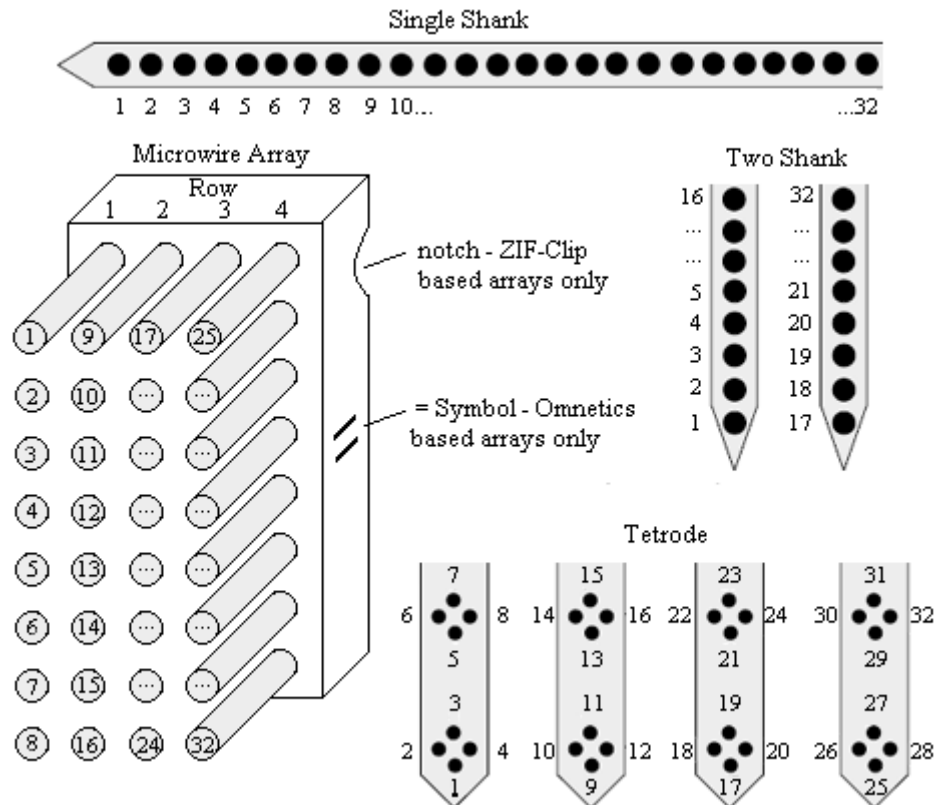 Single Shank
1 2 3 4 5 6 7 8 9 10... ...32
Microwire Array
Row
1 2 3 4
notch - ZIF-Clip
based arrays only
= Symbol - Omnetics
based arrays only
1 9 17 25
2 10 ... ...
3 11 ... ...
4 12 ... ...
5 13 ... ...
6 14 ... ...
7 15 ... ...
8 16 24 32
Two Shank
16 32
... ...
... ...
5 21
4 20
3 19
2 18
1 17
Tetrode
7 15 23 31
6 8 14 16 22 24 30 32
5 13 21 29
3 11 19 27
2 4 10 12 18 20 26 28
1 9 17 25